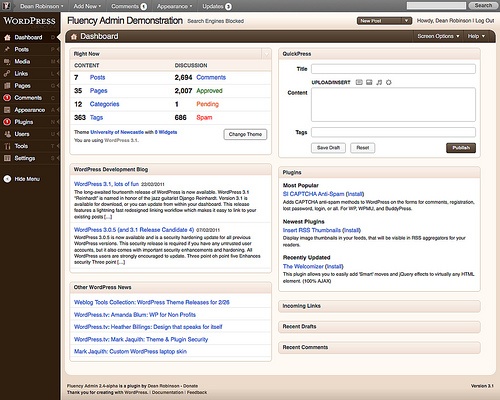 Dean Robinson Add New Comments 1 Appearance Updates 3 Search
WORDPRESS Fluency Admin Demonstration Search Engines Blocked New Post Howdy, Dean Robinson | Log Out
Dashboard D
Posts P
Media M
Links L
Pages G
Comments C
Appearance A
Plugins N
Users U
Tools T
Settings S
Hide Menu
Dashboard Screen Options Help
Right Now
CONTENT DISCUSSION
7 Posts 2,694 Comments
35 Pages 2,007 Approved
12 Categories 1 Pending
363 Tags 686 Spam
Theme University of Newcastle with 8 Widgets Change Theme
You are using WordPress 3.1.
WordPress Development Blog
WordPress 3.1, lots of fun 22/02/2011
The long-awaited fourteenth release of WordPress is now available. WordPress 3.1
"Reinhardt" is named in honor of the jazz guitarist Django Reinhardt. Version 3.1 is
available for download, or you can update from within your dashboard. This release
features a lightning fast redesigned linking workflow which makes it easy to link to your
existing posts [...]
WordPress 3.0.5 (and 3.1 Release Candidate 4) 07/02/2011
WordPress 3.0.5 is now available and is a security hardening update for all previous
WordPress versions. This security release is required if you have any untrusted user
accounts, but it also comes with important security enhancements and hardening. All
WordPress users are strongly encouraged to update. Three point oh point five Enhances
security Three point [...]
Other WordPress News
Weblog Tools Collection: WordPress Theme Releases for 2/26
WordPress.tv: Amanda Blum: WP for Non Profits
WordPress.tv: Heather Billings: Design that speaks for itself
WordPress.tv: Mark Jaquith: Theme & Plugin Security
Mark Jaquith: Custom WordPress laptop skin
QuickPress
Title
UPLOAD/INSERT
Content
Tags
Save Draft Reset Publish
Plugins
Most Popular
SI CAPTCHA Anti-Spam (Install)
Adds CAPTCHA anti-spam methods to WordPress on the forms for comments, registration,
lost password, login, or all. For WP, WPMU, and BuddyPress.
Newest Plugins
Insert RSS Thumbnails (Install)
Display image thumbnails in your feeds, that will be visible in RSS aggregators for your
readers.
Recently Updated
The Welcomizer (Install)
This plugin allows you to easily add 'Smart' moves and jQuery effects to virtually any HTML
element. (100% AJAX)
Incoming Links
Recent Drafts
Recent Comments
Fluency Admin 2.4-alpha is a plugin by Dean Robinson - Donate
Thank you for creating with WordPress. | Documentation | Feedback Version 3.1